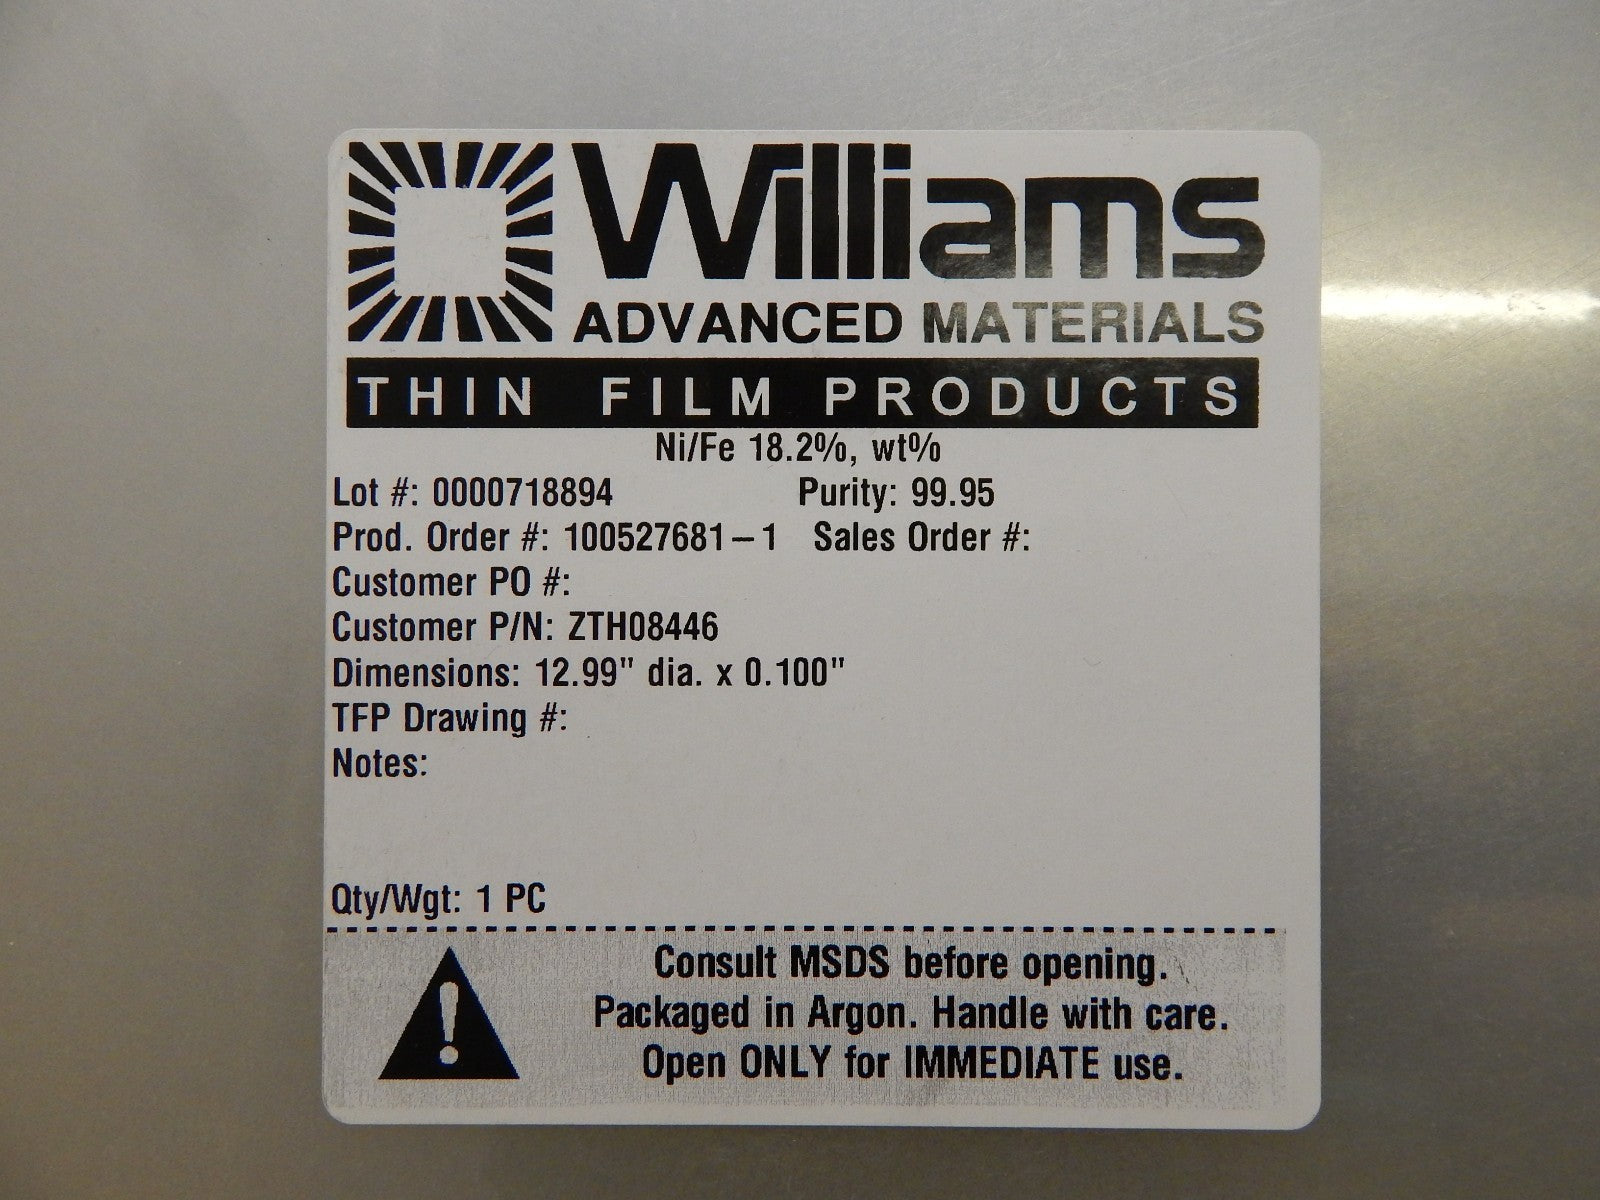 Williams
ADVANCED MATERIALS
THIN FILM PRODUCTS
Ni/Fe 18.2%, wt%
Lot #: 0000718894 Purity: 99.95
Prod. Order #: 100527681-1 Sales Order #:
Customer PO #:
Customer P/N: ZTH08446
Dimensions: 12.99" dia. x 0.100"
TFP Drawing #:
Notes:
Qty/Wgt: 1 PC
Consult MSDS before opening.
Packaged in Argon. Handle with care.
Open ONLY for IMMEDIATE use.